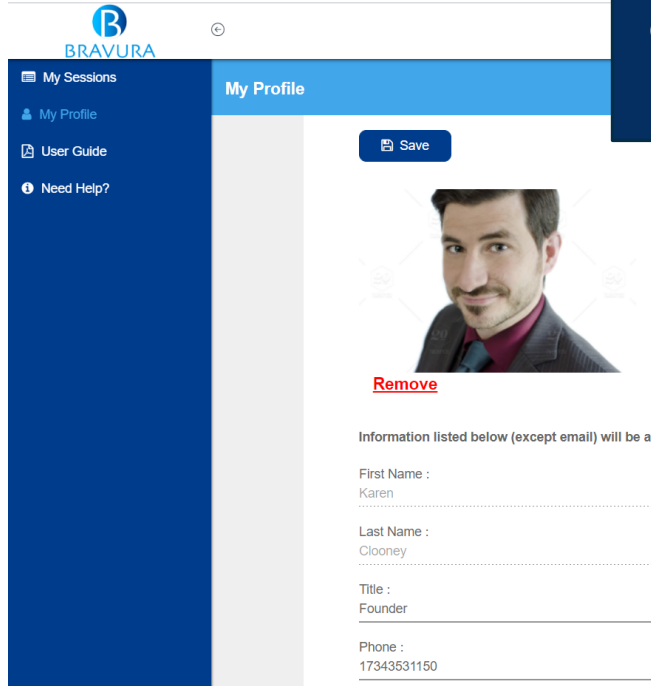 BRAVURA
My Sessions
My Profile
User Guide
Need Help?
My Profile
Save
Remove
Information listed below (except email) will be a
First Name :
Karen
Last Name :
Clooney
Title :
Founder
Phone :
17343531150